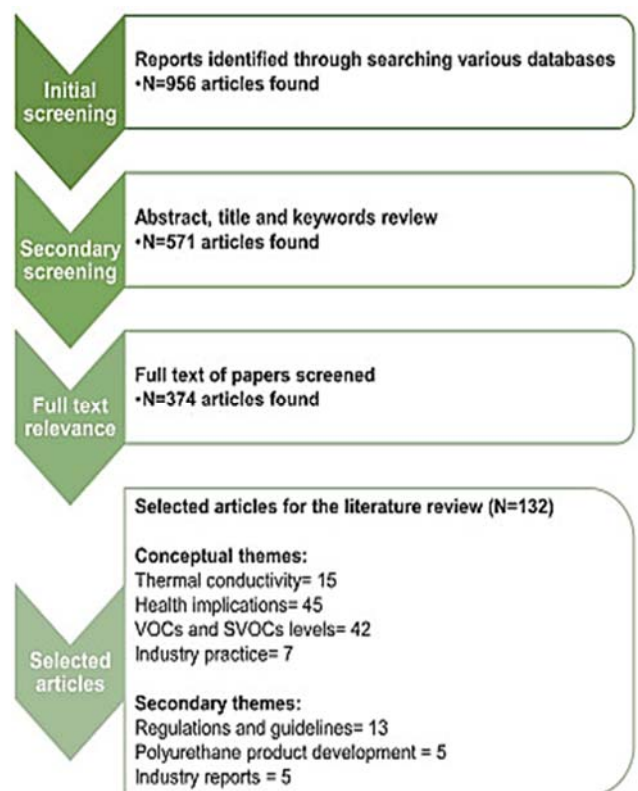 Initial
screening
Reports identified through searching various databases
•N=956 articles found
Secondary
screening
Abstract, title and keywords review
•N=571 articles found
Full text
relevance
Full text of papers screened
•N=374 articles found
Selected
articles
Selected articles for the literature review (N=132)
Conceptual themes:
Thermal conductivity= 15
Health implications= 45
VOCs and SVOCs levels= 42
Industry practice= 7
Secondary themes:
Regulations and guidelines= 13
Polyurethane product development = 5
Industry reports = 5